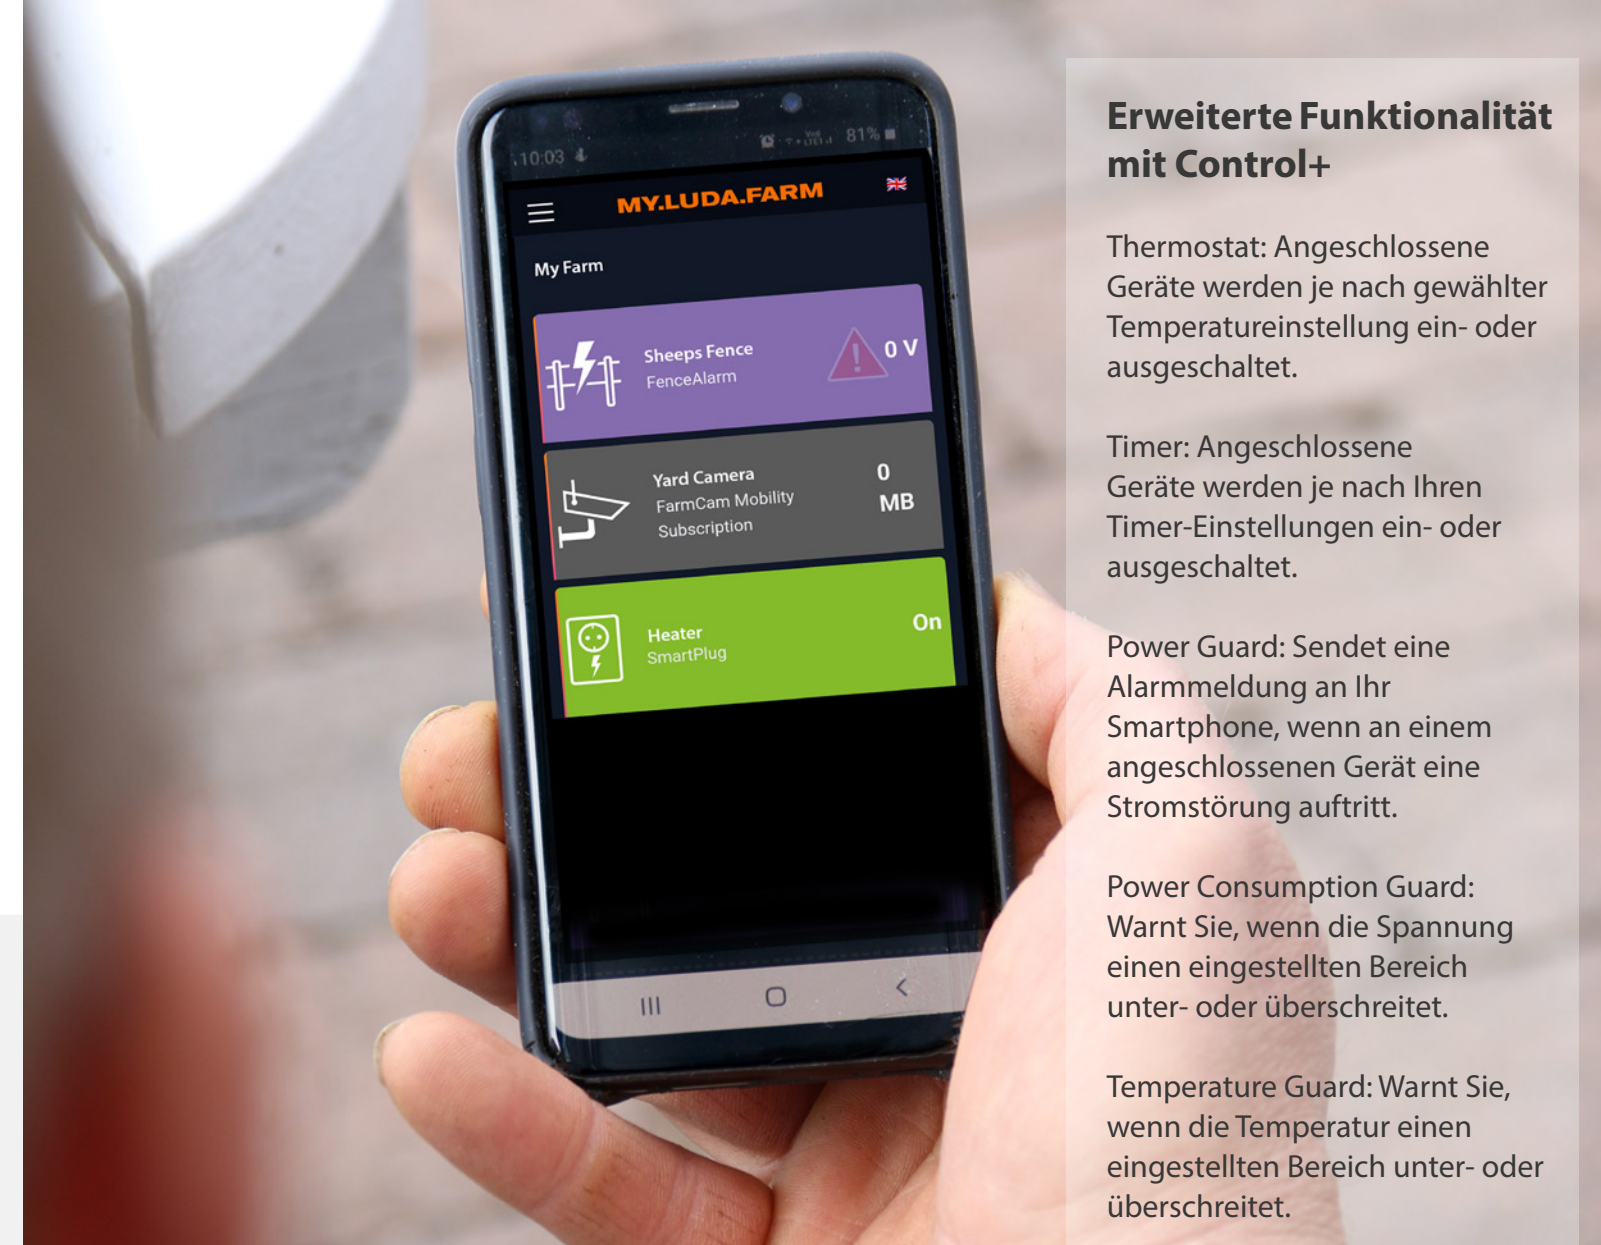 10:03
81%
MY.LUDA.FARM
My Farm
Sheeps Fence
FenceAlarm
0 V
Yard Camera
FarmCam Mobility
Subscription
0
MB
Heater
SmartPlug
On
Erweiterte Funktionalität
mit Control+
Thermostat: Angeschlossene
Geräte werden je nach gewählter
Temperatureinstellung ein- oder
ausgeschaltet.
Timer: Angeschlossene
Geräte werden je nach Ihren
Timer-Einstellungen ein- oder
ausgeschaltet.
Power Guard: Sendet eine
Alarmmeldung an Ihr
Smartphone, wenn an einem
angeschlossenen Gerät eine
Stromstörung auftritt.
Power Consumption Guard:
Warnt Sie, wenn die Spannung
einen eingestellten Bereich
unter- oder überschreitet.
Temperature Guard: Warnt Sie,
wenn die Temperatur einen
eingestellten Bereich unter- oder
überschreitet.